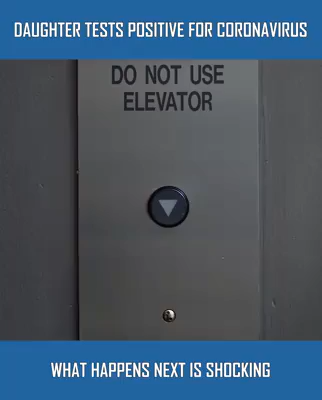 DAUGHTER TESTS POSITIVE FOR CORONAVIRUS
DO NOT USE
ELEVATOR
WHAT HAPPENS NEXT IS SHOCKING